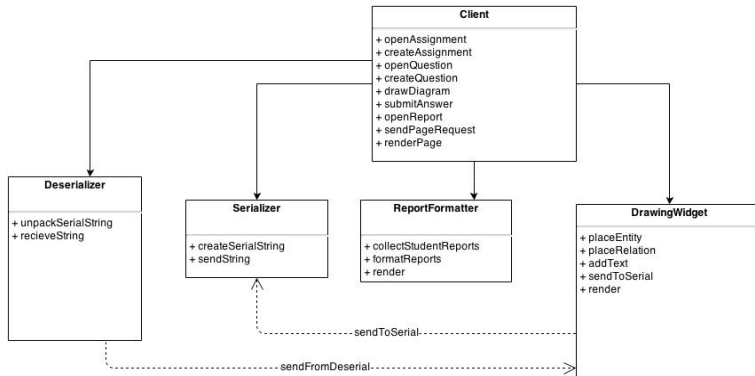 Client
+ openAssignment
+ createAssignment
+ openQuestion
+ createQuestion
+ drawDiagram
+ submitAnswer
+ openReport
+ sendPageRequest
+ renderPage
Deserializer
+ unpackSerialString
+ recieveString
Serializer
+ createSerialString
+ sendString
ReportFormatter
+ collectStudentReports
+ formatReports
+ render
DrawingWidget
+ placeEntity
+ placeRelation
+ addText
+ sendToSerial
+ render
sendToSerial
sendFromDeserial